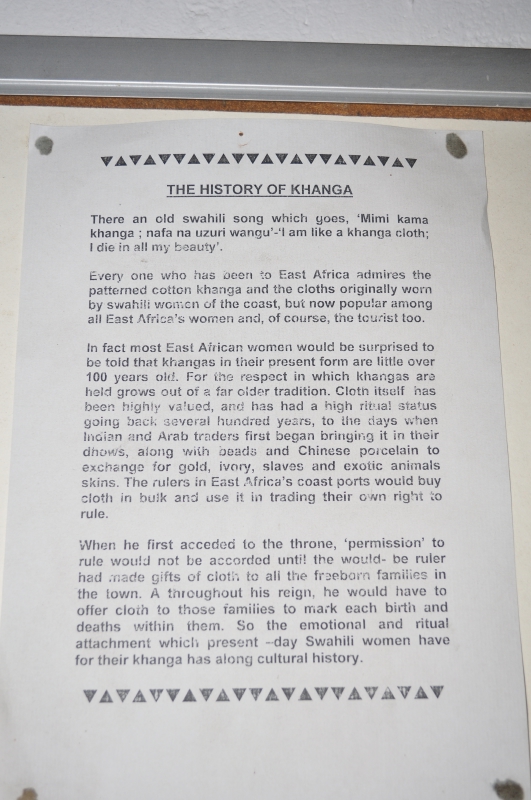 THE HISTORY OF KHANGA
There an old swahili song which goes, 'Mimi kama
khanga ; nafa na uzuri wangu'-'I am like a khanga cloth;
I die in all my beauty'.
Every one who has been to East Africa admires the
patterned cotton khanga and the cloths originally worn
by swahili women of the coast, but now popular among
all East Africa's women and, of course, the tourist too.
In fact most East African women would be surprised to
be told that khangas in their present form are little over
100 years old. For the respect in which khangas are
held grows out of a far older tradition. Cloth itself has
been highly valued, and has had a high ritual status
going back several hundred years, to the days when
Indian and Arab traders first began bringing it in their
dhows, along with beads and Chinese porcelain to
exchange for gold, ivory, slaves and exotic animals
skins. The rulers in East Africa's coast ports would buy
cloth in bulk and use it in trading their own right to
rule.
When he first acceded to the throne, 'permission' to
rule would not be accorded until the would- be ruler
had made gifts of cloth to all the freeborn families in
the town. A throughout his reign, he would have to
offer cloth to those families to mark each birth and
deaths within them. So the emotional and ritual
attachment which present –day Swahili women have
for their khanga has along cultural history.